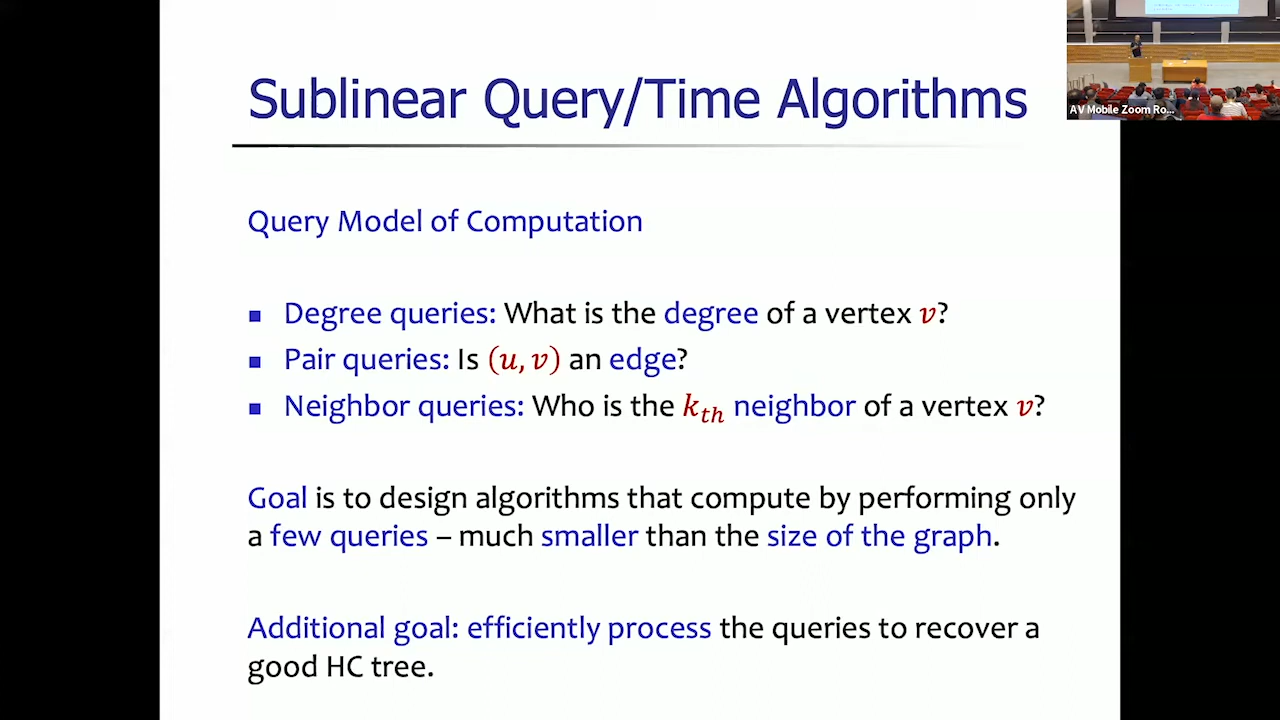 Sublinear Query/Time Algorithms
AV Mobile Zoom Ro...
Query Model of Computation
▪ Degree queries: What is the degree of a vertex v?
▪ Pair queries: Is (u, v) an edge?
▪ Neighbor queries: Who is the k_th neighbor of a vertex v?
Goal is to design algorithms that compute by performing only
a few queries – much smaller than the size of the graph.
Additional goal: efficiently process the queries to recover a
good HC tree.